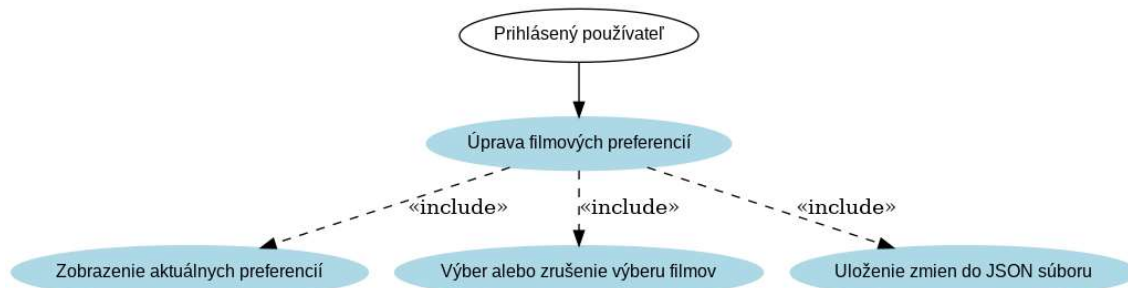 Prihlásený používateľ
Úprava filmových preferencií
«include» «include» «include»
Zobrazenie aktuálnych preferencií Výber alebo zrušenie výberu filmov Uloženie zmien do JSON súboru